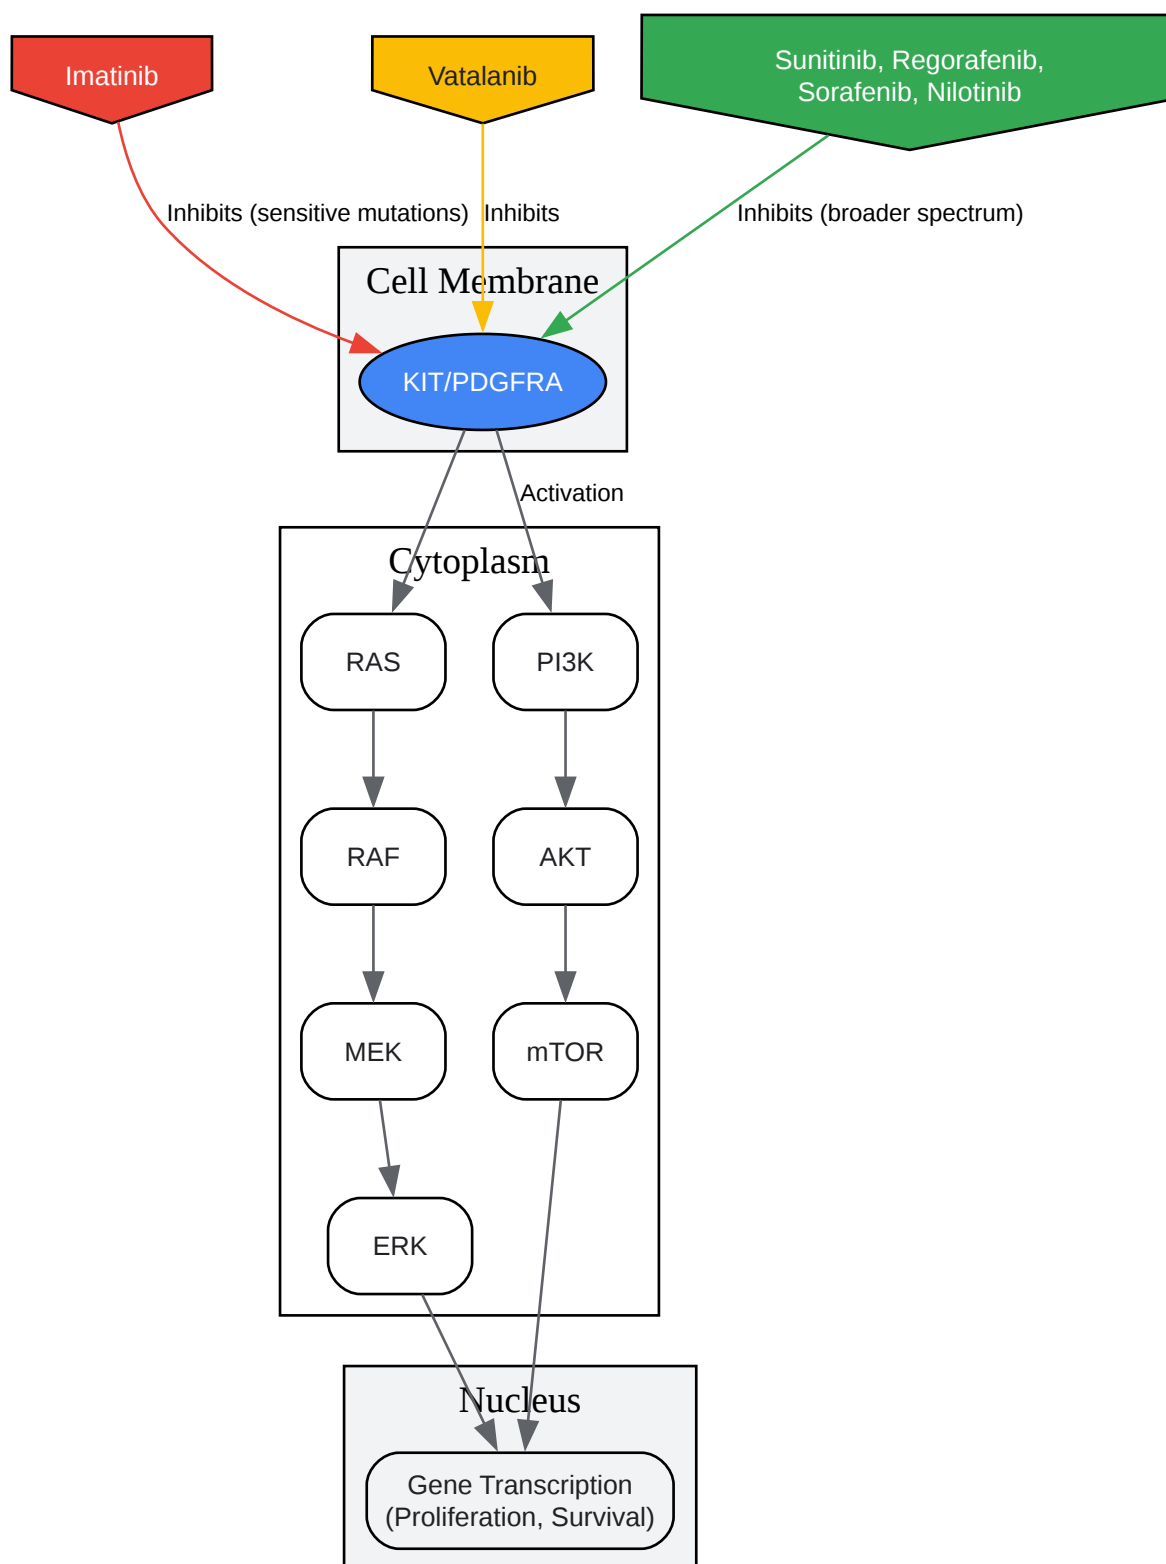 Imatinib
Vatalanib
Sunitinib, Regorafenib,
Sorafenib, Nilotinib
Inhibits (sensitive mutations)
Inhibits
Inhibits (broader spectrum)
Cell Membrane
KIT/PDGFRA
Activation
Cytoplasm
RAS
PI3K
RAF
AKT
MEK
mTOR
ERK
Nucleus
Gene Transcription
(Proliferation, Survival)